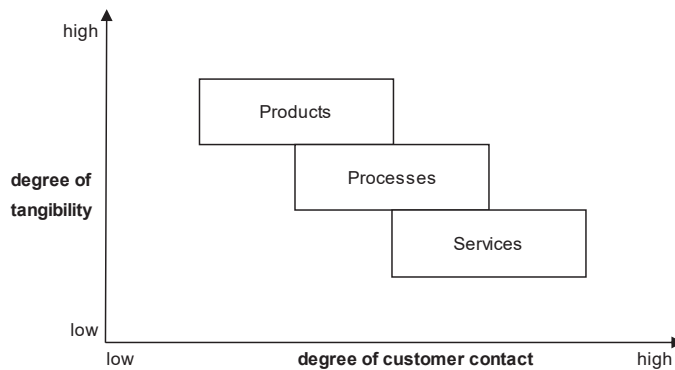 high
Products
Processes
degree of
tangibility
Services
low
low degree of customer contact high